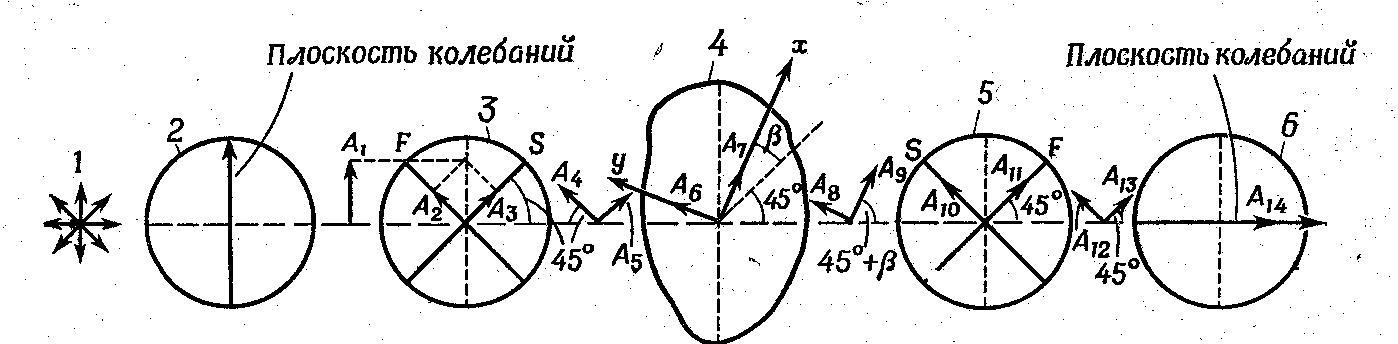 Плоскость колебаний
Плоскость колебаний
1
2
A₁
F
3
S
A₂
A₃
A₄
45°
A₅
4
x
y
A₆
A₇
β
45°
A₈
A₉
45°+β
5
S
F
A₁₀
A₁₁
45°
A₁₂
A₁₃
45°
6
A₁₄